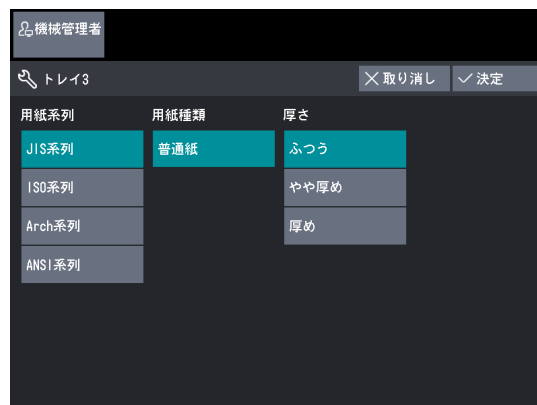 機械管理者
トレイ3
取り消し
決定
用紙系列
用紙種類
厚さ
JIS系列
普通紙
ふつう
ISO系列
やや厚め
Arch系列
厚め
ANSI系列